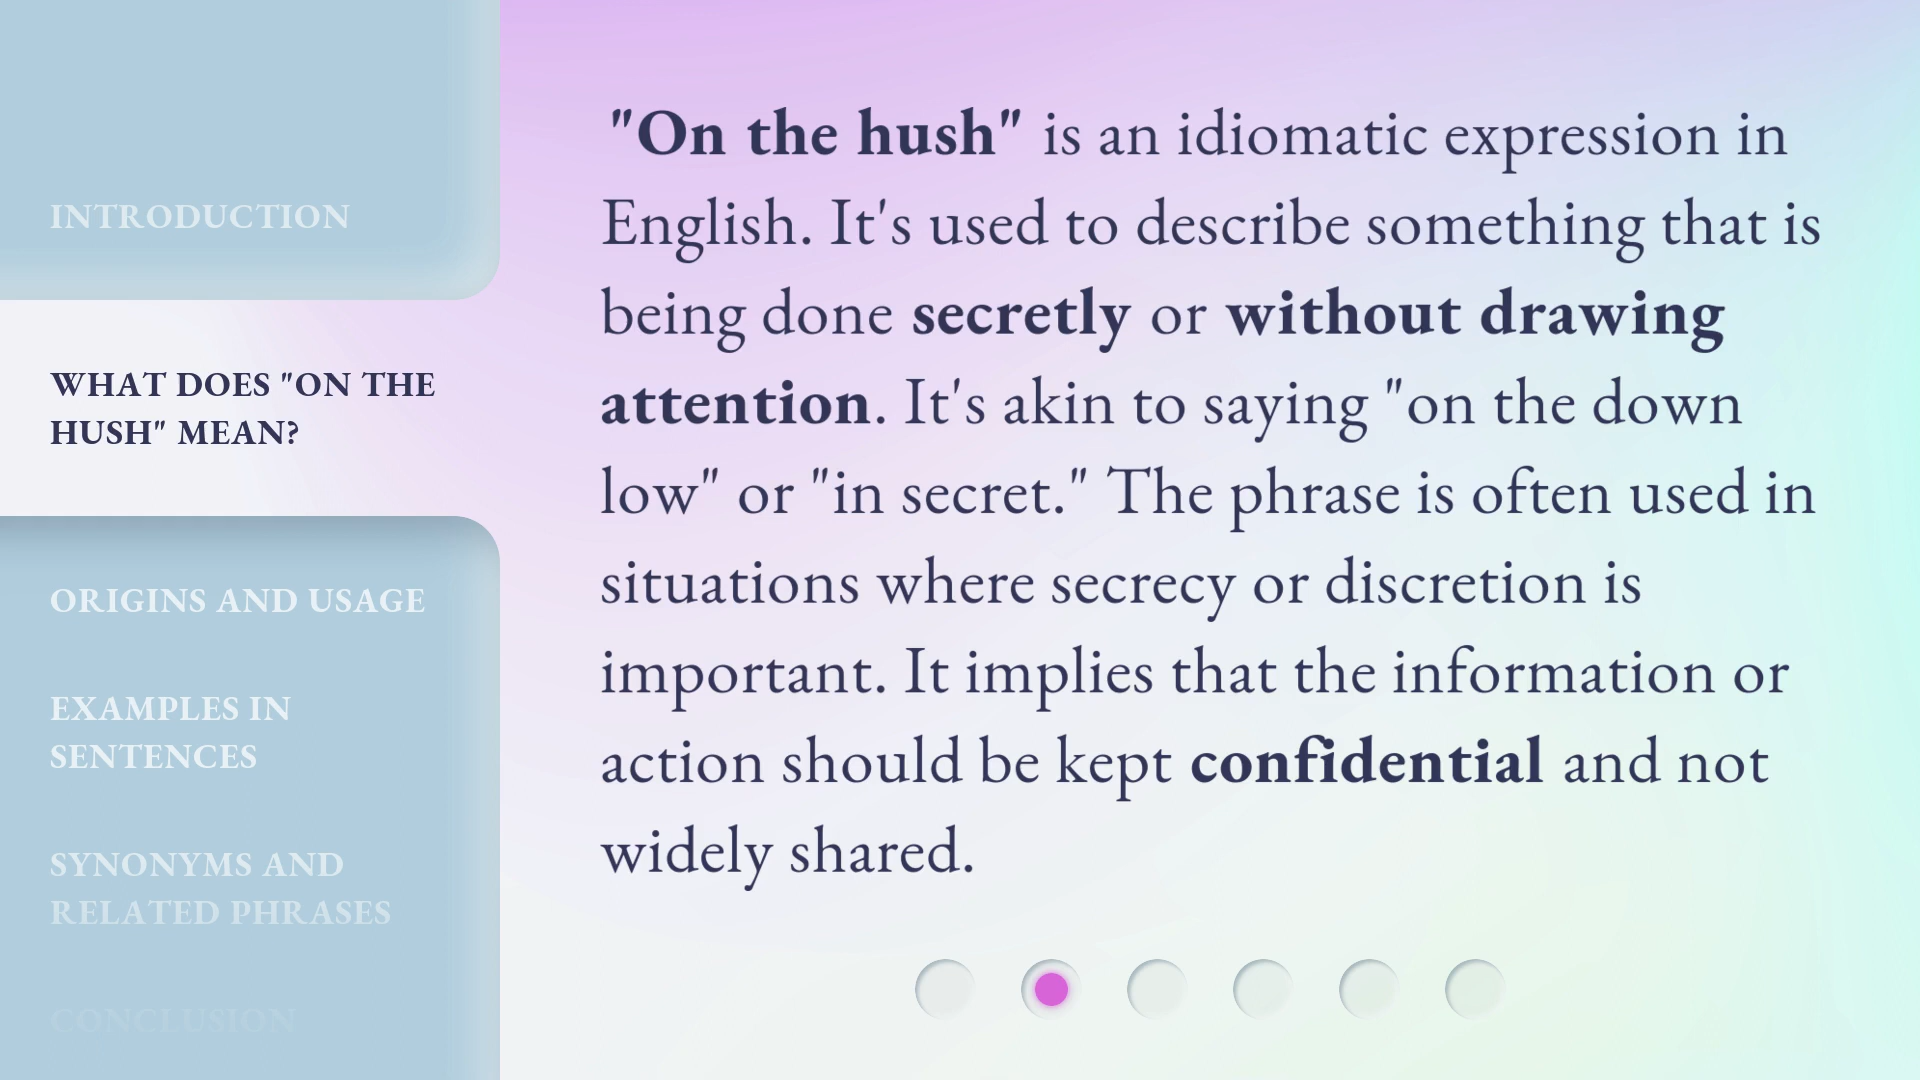 INTRODUCTION
WHAT DOES "ON THE
HUSH" MEAN?
ORIGINS AND USAGE
EXAMPLES IN
SENTENCES
SYNONYMS AND
RELATED PHRASES
CONCLUSION
"On the hush" is an idiomatic expression in
English. It's used to describe something that is
being done secretly or without drawing
attention. It's akin to saying "on the down
low" or "in secret." The phrase is often used in
situations where secrecy or discretion is
important. It implies that the information or
action should be kept confidential and not
widely shared.